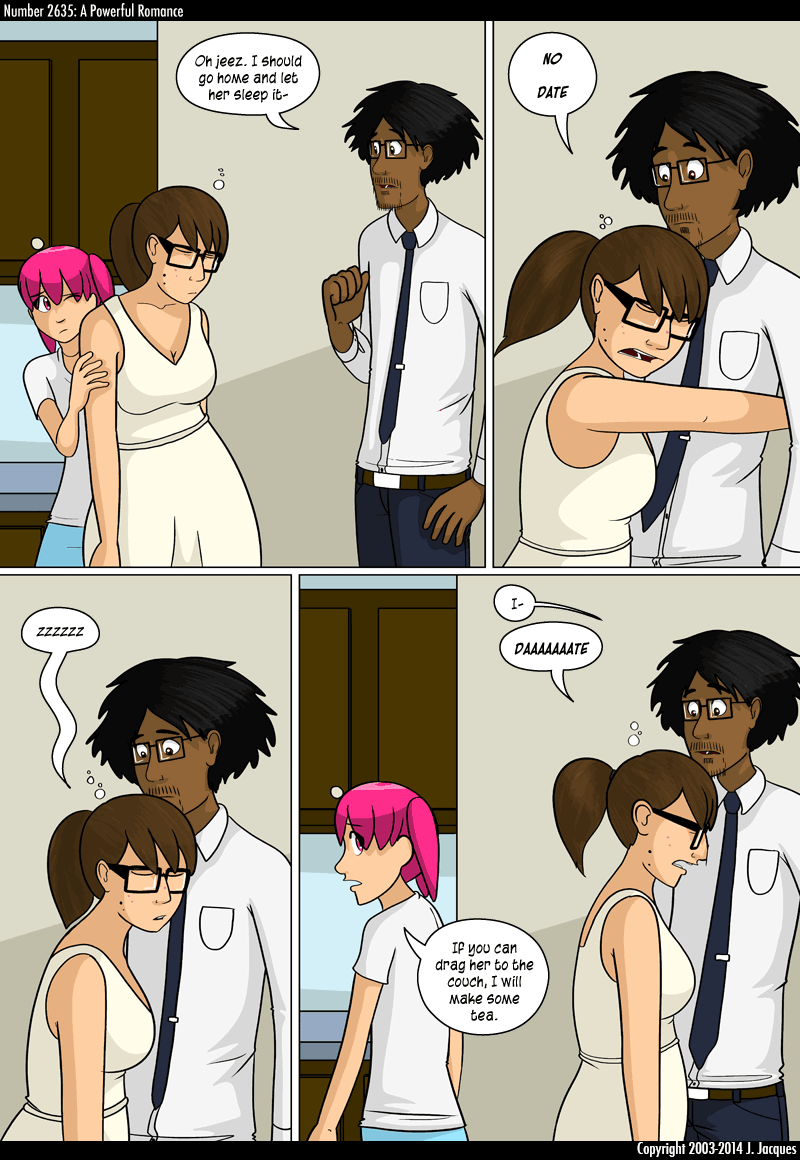 Number 2635: A Powerful Romance
Oh jeez. I should
go home and let
her sleep it-
NO
DATE
ZZZZZZ
I-
DAAAAAATE
If you can
drag her to the
couch, I will
make some
tea.
Copyright 2003-2014 J. Jacques